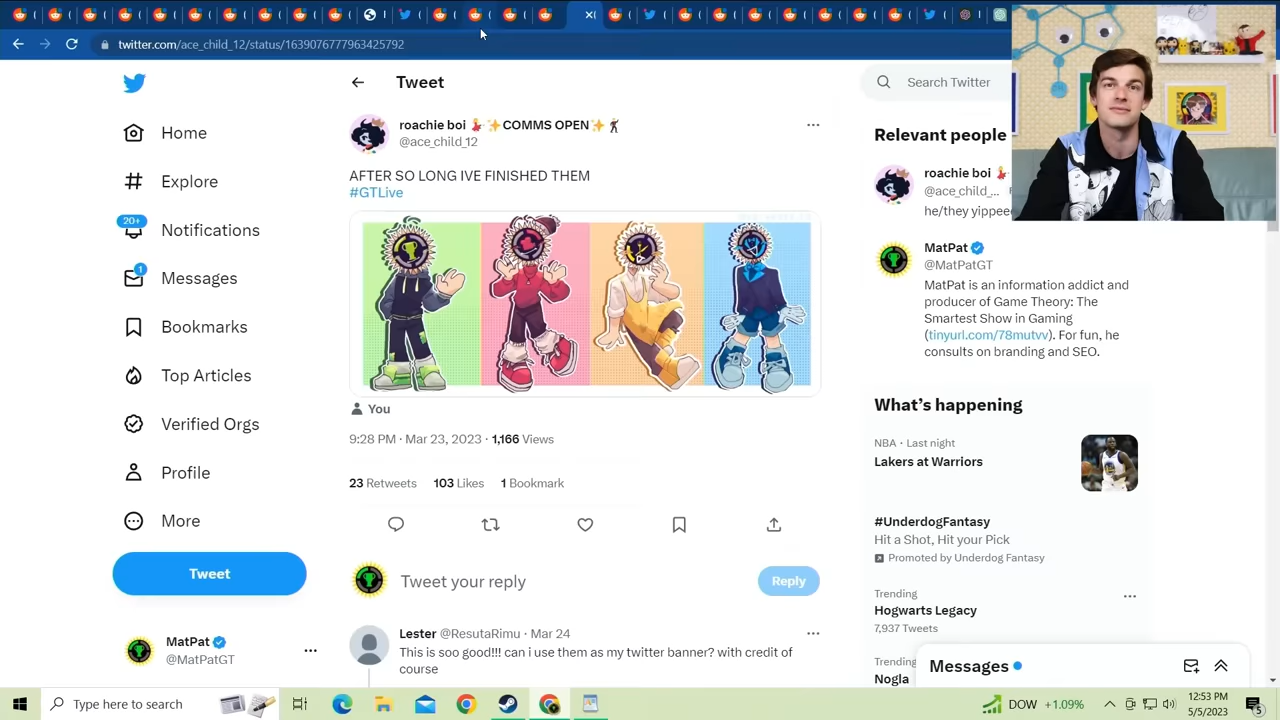 twitter.com/ace_child_12/status/1639076777963425792
Tweet
Search Twitter
Home
Explore
20+
Notifications
1
Messages
Bookmarks
Top Articles
Verified Orgs
Profile
More
Tweet
MatPat
@MatPatGT
roachie boi 💃✨COMMS OPEN✨🕺
@ace_child_12
AFTER SO LONG IVE FINISHED THEM
#GTLive
You
9:28 PM · Mar 23, 2023 · 1,166 Views
23 Retweets 103 Likes 1 Bookmark
Tweet your reply
Reply
Lester @ResutaRimu · Mar 24
This is soo good!!! can i use them as my twitter banner? with credit of
course
Relevant people
roachie boi 💃
@ace_child_...
he/they yippee
MatPat
@MatPatGT
MatPat is an information addict and
producer of Game Theory: The
Smartest Show in Gaming
(tinyurl.com/78mutvv). For fun, he
consults on branding and SEO.
What's happening
NBA · Last night
Lakers at Warriors
#UnderdogFantasy
Hit a Shot, Hit your Pick
Promoted by Underdog Fantasy
Trending
Hogwarts Legacy
7,937 Tweets
Trending
Nogla
Messages
Type here to search
DOW +1.09%
12:53 PM
5/5/2023
5